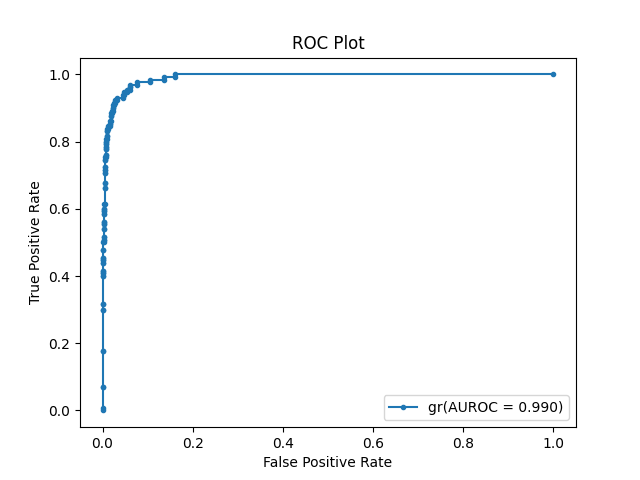 ROC Plot
True Positive Rate
1.0
0.8
0.6
0.4
0.2
0.0
gr(AUROC = 0.990)
0.0 0.2 0.4 0.6 0.8 1.0
False Positive Rate